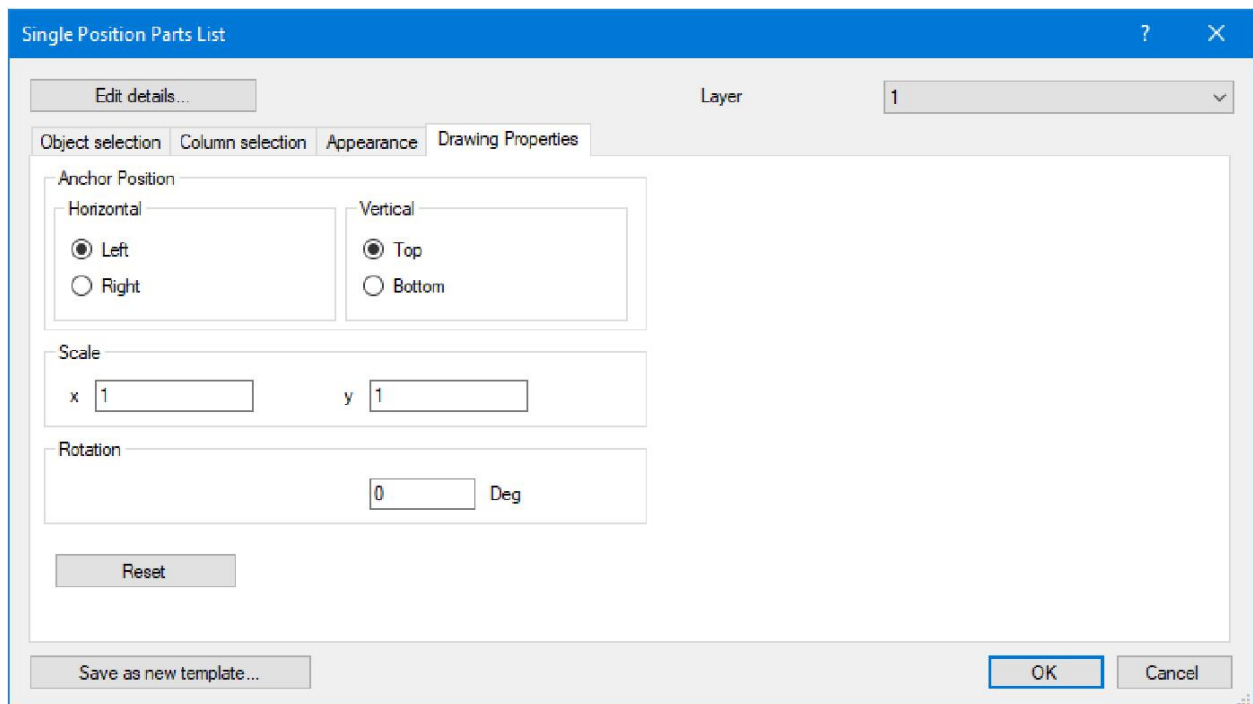 Single Position Parts List ?
Edit details... Layer 1
Object selection Column selection Appearance Drawing Properties
Anchor Position
Horizontal Vertical
Left Top
Right Bottom
Scale
x 1 y 1
Rotation
0 Deg
Reset
Save as new template... OK Cancel